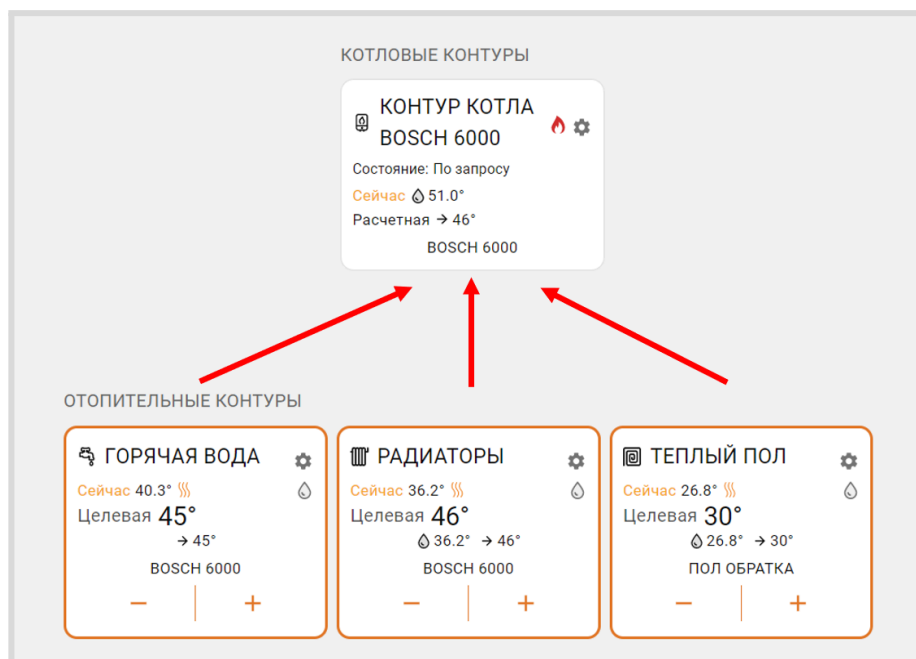 КОТЛОВЫЕ КОНТУРЫ
КОНТУР КОТЛА
BOSCH 6000
Состояние: По запросу
Сейчас 51.0°
Расчетная → 46°
BOSCH 6000
ОТОПИТЕЛЬНЫЕ КОНТУРЫ
ГОРЯЧАЯ ВОДА
Сейчас 40.3°
Целевая 45°
→ 45°
BOSCH 6000
− +
РАДИАТОРЫ
Сейчас 36.2°
Целевая 46°
36.2° → 46°
BOSCH 6000
− +
ТЕПЛЫЙ ПОЛ
Сейчас 26.8°
Целевая 30°
26.8° → 30°
ПОЛ ОБРАТКА
− +